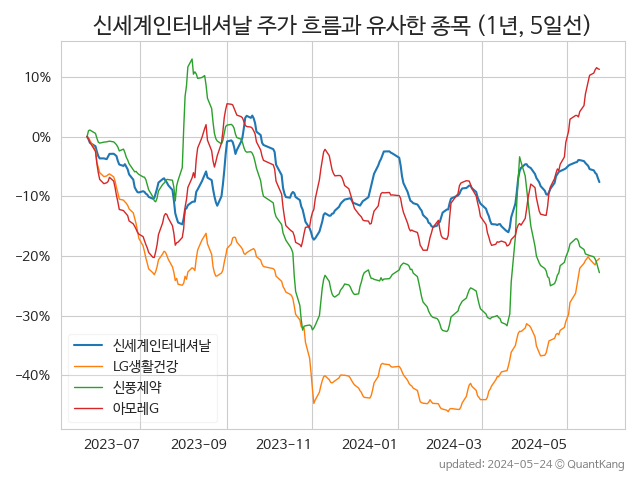 신세계인터내셔날 주가 흐름과 유사한 종목 (1년, 5일선)
10%
0%
−10%
−20%
−30%
−40%
신세계인터내셔날
LG생활건강
신풍제약
아모레G
2023-07 2023-09 2023-11 2024-01 2024-03 2024-05
updated: 2024-05-24 © QuantKang